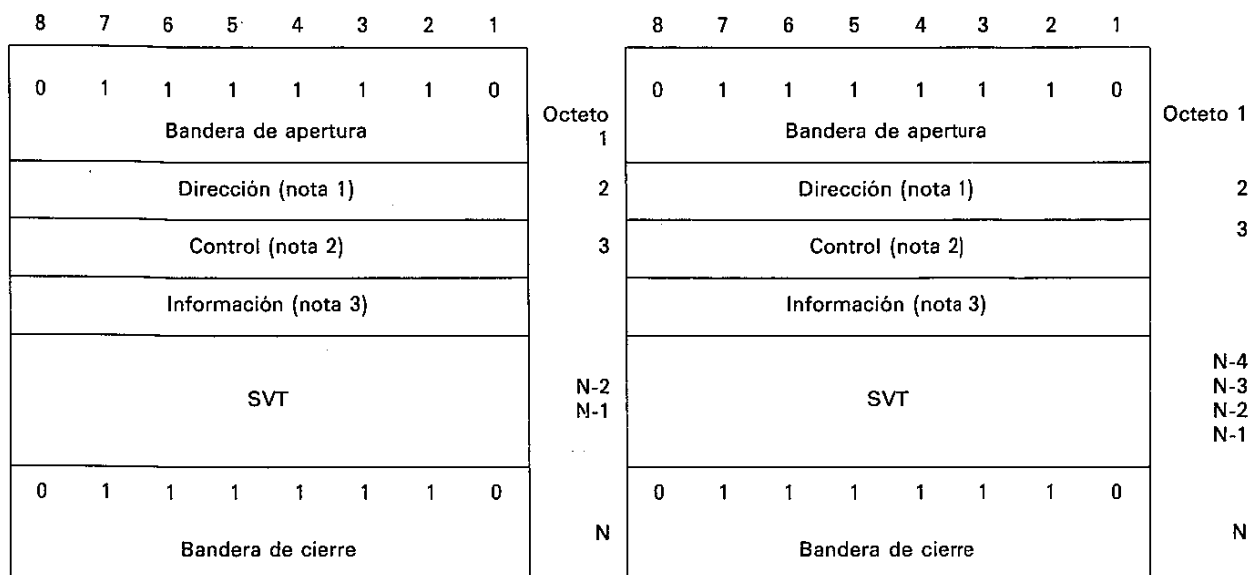 8 7 6 5 4 3 2 1
0 1 1 1 1 1 1 0
Bandera de apertura
Octeto
1
Dirección (nota 1)
2
Control (nota 2)
3
Información (nota 3)
SVT
N-2
N-1
0 1 1 1 1 1 1 0
Bandera de cierre
N
8 7 6 5 4 3 2 1
0 1 1 1 1 1 1 0
Bandera de apertura
Octeto 1
Dirección (nota 1)
2
Control (nota 2)
3
Información (nota 3)
SVT
N-4
N-3
N-2
N-1
0 1 1 1 1 1 1 0
Bandera de cierre
N